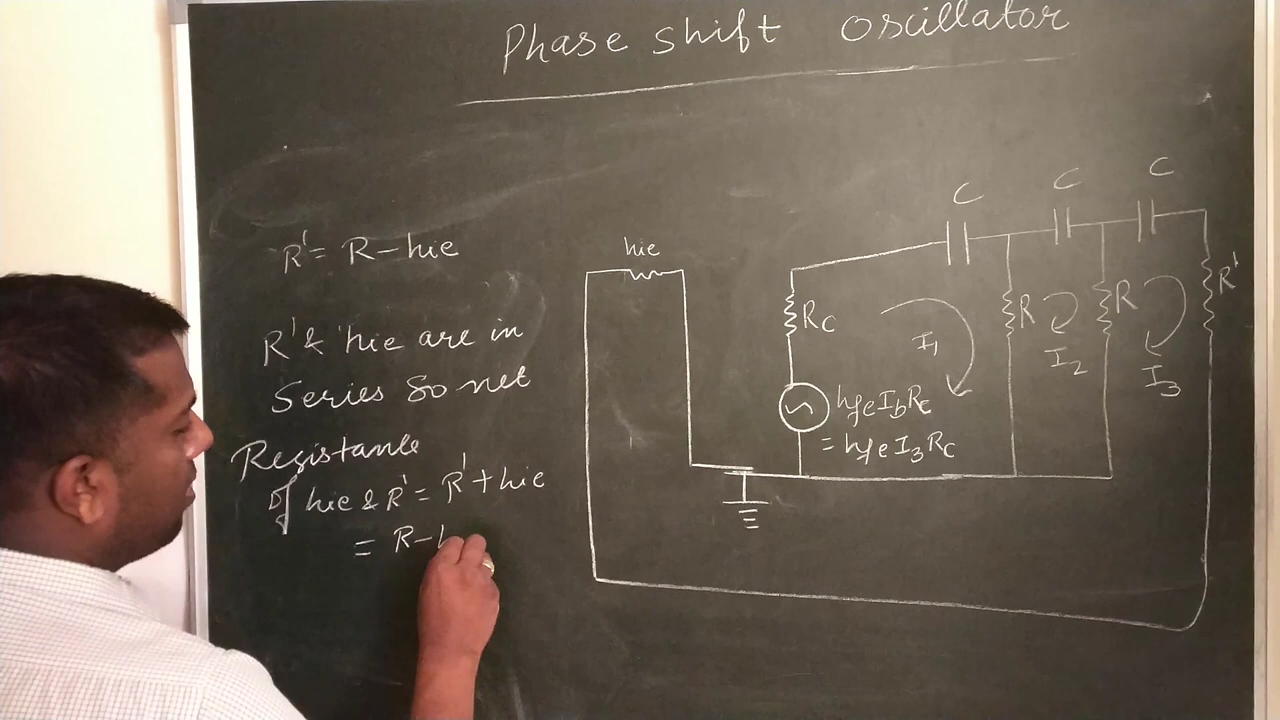 Phase shift oscillator
R' = R - hie
R' & hie are in
Series So net
Resistance
of hie & R' = R' + hie
= R - h
hie
RC
hfe Ib Rc
= hfe I3 RC
C
C
C
R
R
R'
I1
I2
I3